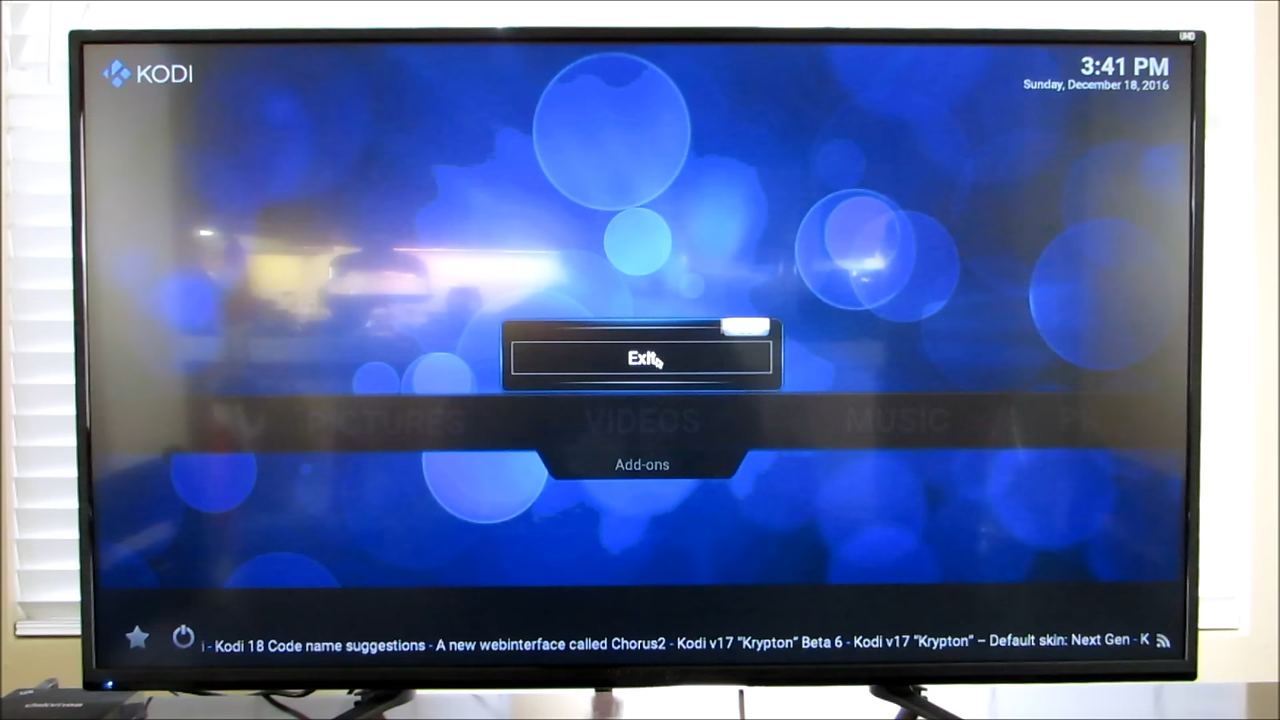 UHD
KODI
3:41 PM
Sunday, December 18, 2016
Exit
PICTURES VIDEOS MUSIC
Add-ons
i - Kodi 18 Code name suggestions - A new webinterface called Chorus2 - Kodi v17 “Krypton” Beta 6 - Kodi v17 “Krypton” – Default skin: Next Gen - K